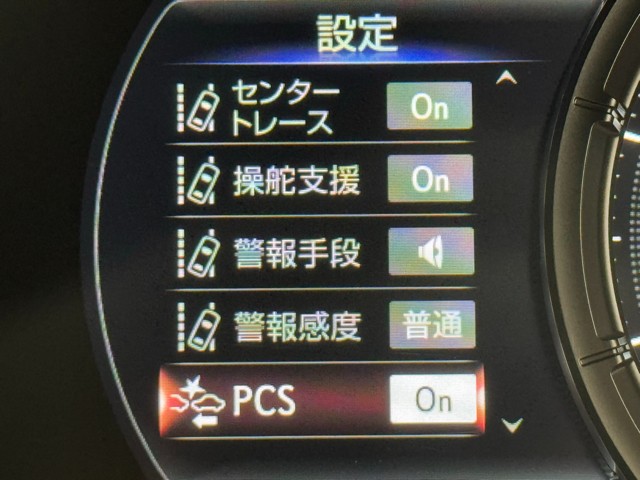 設定
センター
トレース
On
操舵支援 On
警報手段
警報感度 普通
PCS On